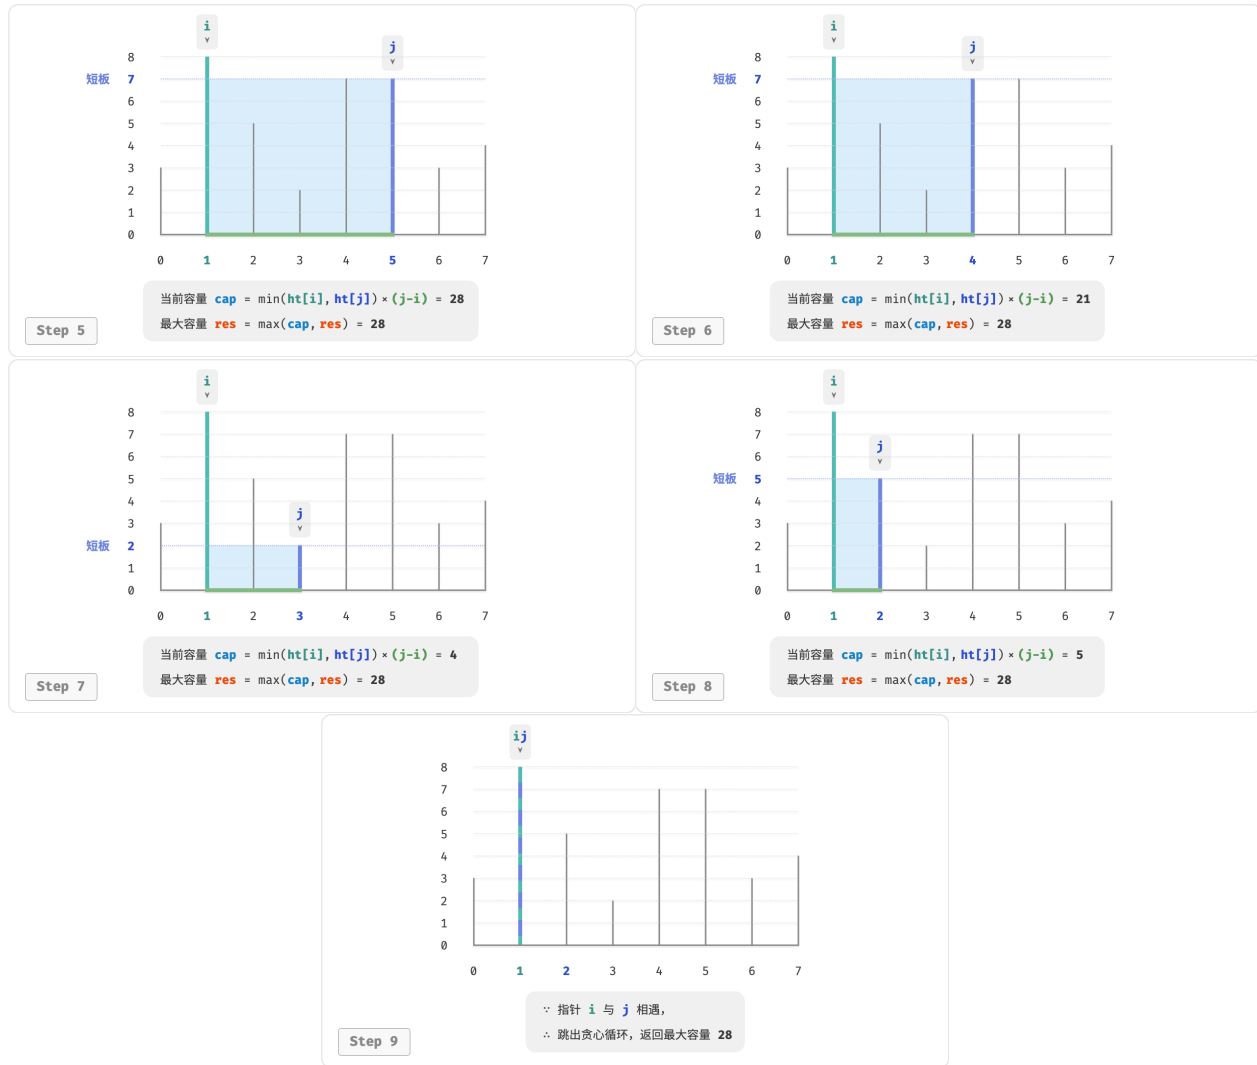 i
j
8
短板 7
6
5
4
3
2
1
0
0 1 2 3 4 5 6 7
当前容量 cap = min(ht[i], ht[j]) × (j-i) = 28
最大容量 res = max(cap, res) = 28
Step 5
i
j
8
短板 7
6
5
4
3
2
1
0
0 1 2 3 4 5 6 7
当前容量 cap = min(ht[i], ht[j]) × (j-i) = 21
最大容量 res = max(cap, res) = 28
Step 6
i
8
7
6
5
4
j
3
短板 2
1
0
0 1 2 3 4 5 6 7
当前容量 cap = min(ht[i], ht[j]) × (j-i) = 4
最大容量 res = max(cap, res) = 28
Step 7
i
8
7
j
6
短板 5
4
3
2
1
0
0 1 2 3 4 5 6 7
当前容量 cap = min(ht[i], ht[j]) × (j-i) = 5
最大容量 res = max(cap, res) = 28
Step 8
ij
8
7
6
5
4
3
2
1
0
0 1 2 3 4 5 6 7
∵ 指针 i 与 j 相遇，
∴ 跳出贪心循环，返回最大容量 28
Step 9